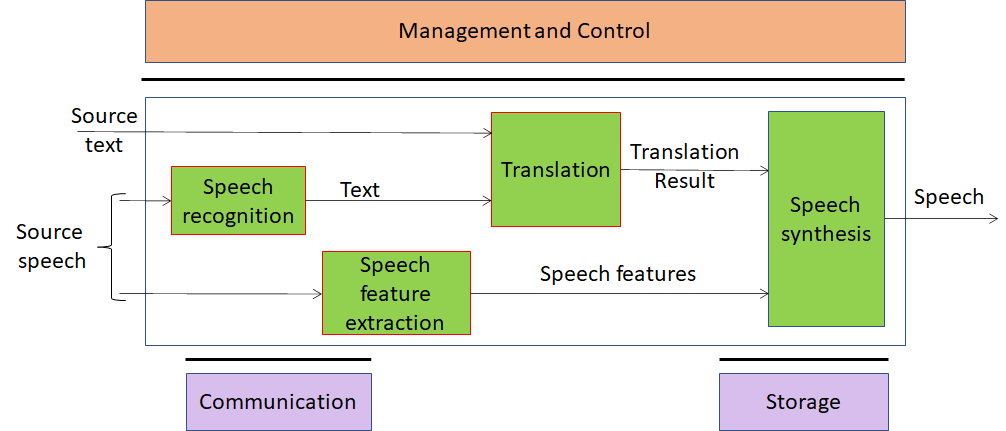 Management and Control
Source
text
Translation
Translation
Result
Speech
recognition
Text
Speech
synthesis
Speech
Source
speech
Speech
feature
extraction
Speech features
Communication
Storage